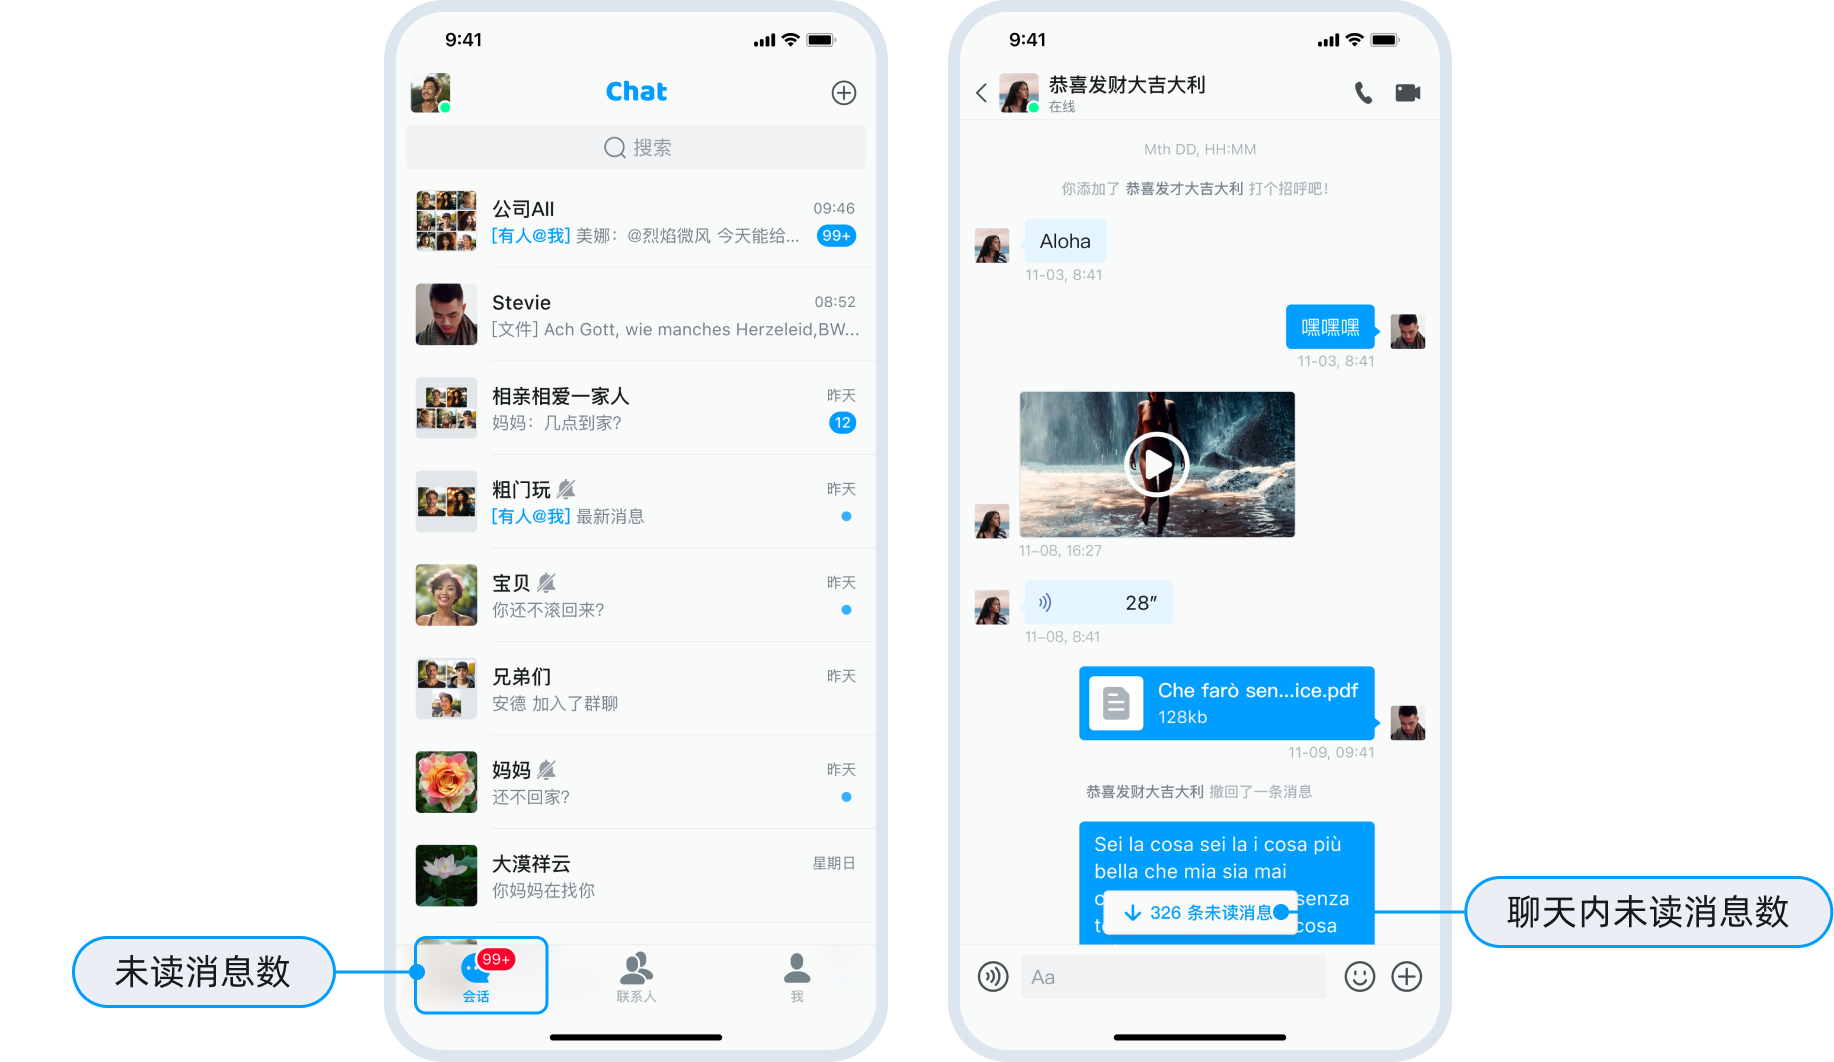 9:41
Chat
搜索
公司All
09:46
[有人@我] 美娜：@烈焰微风 今天能给...
99+
Stevie
08:52
[文件] Ach Gott, wie manches Herzeleid,BW...
相亲相爱一家人
昨天
妈妈：几点到家?
12
粗门玩
昨天
[有人@我] 最新消息
宝贝
昨天
你还不滚回来?
兄弟们
昨天
安德 加入了群聊
妈妈
昨天
还不回家?
大漠祥云
星期日
你妈妈在找你
99+
会话
联系人
我
未读消息数
9:41
恭喜发财大吉大利
在线
Mth DD, HH:MM
你添加了 恭喜发才大吉大利 打个招呼吧!
Aloha
11-03, 8:41
嘿嘿嘿
11-03, 8:41
11-08, 16:27
28″
11-08, 8:41
Che farò sen...ice.pdf
128kb
11-09, 09:41
恭喜发财大吉大利 撤回了一条消息
Sei la cosa sei la i cosa più
bella che mia sia mai
senza
cosa
326 条未读消息
Aa
聊天内未读消息数